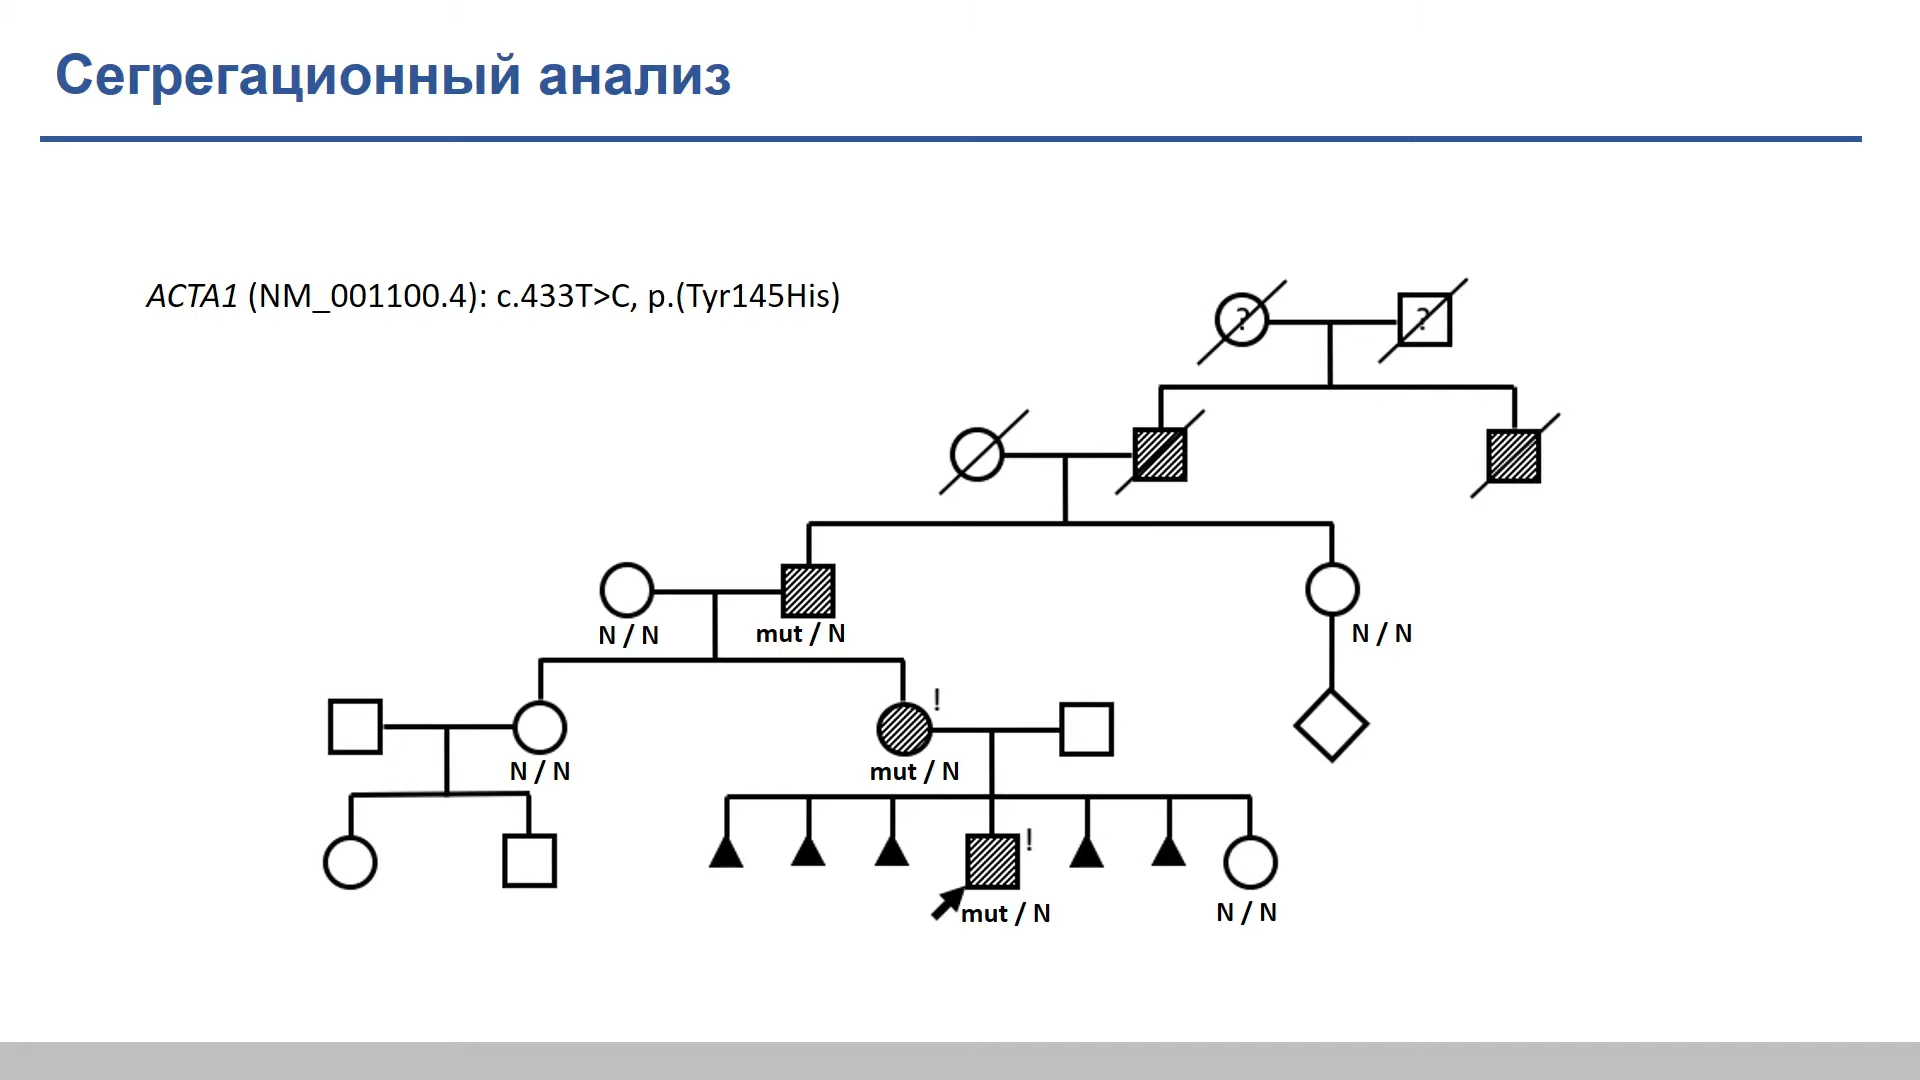 Сегрегационный анализ
ACTA1 (NM_001100.4): c.433T>C, p.(Tyr145His)
? ?
N / N mut / N N / N
!
N / N mut / N
!
mut / N N / N